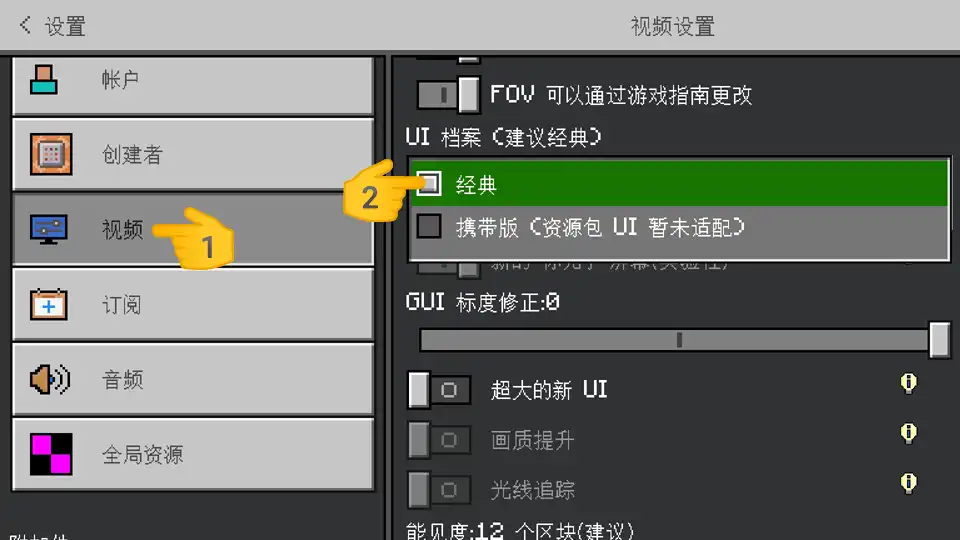 设置
视频设置
帐户
创建者
视频
1
订阅
音频
全局资源
FOV 可以通过游戏指南更改
UI 档案 (建议经典)
2
经典
携带版 (资源包 UI 暂未适配)
GUI 标度修正:0
超大的新 UI
画质提升
光线追踪
能见度:12 个区块(建议)